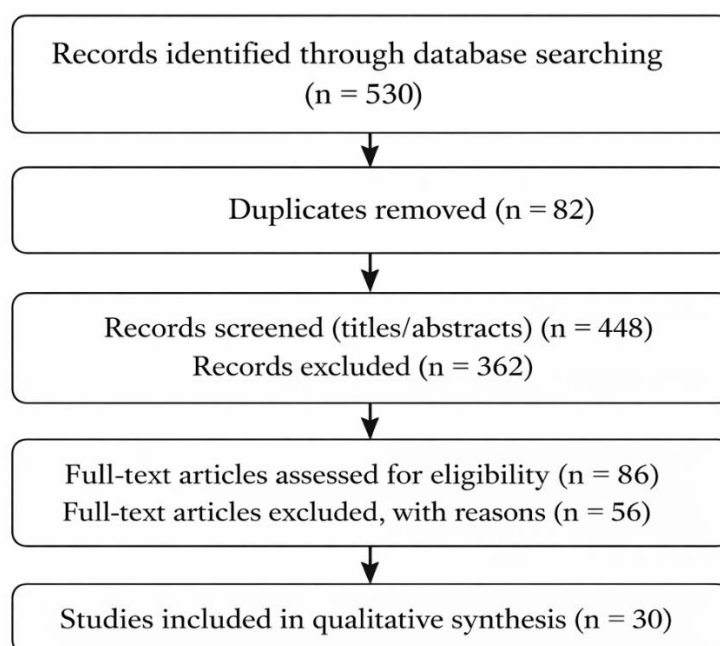 Records identified through database searching
(n = 530)
Duplicates removed (n = 82)
Records screened (titles/abstracts) (n = 448)
Records excluded (n = 362)
Full-text articles assessed for eligibility (n = 86)
Full-text articles excluded, with reasons (n = 56)
Studies included in qualitative synthesis (n = 30)